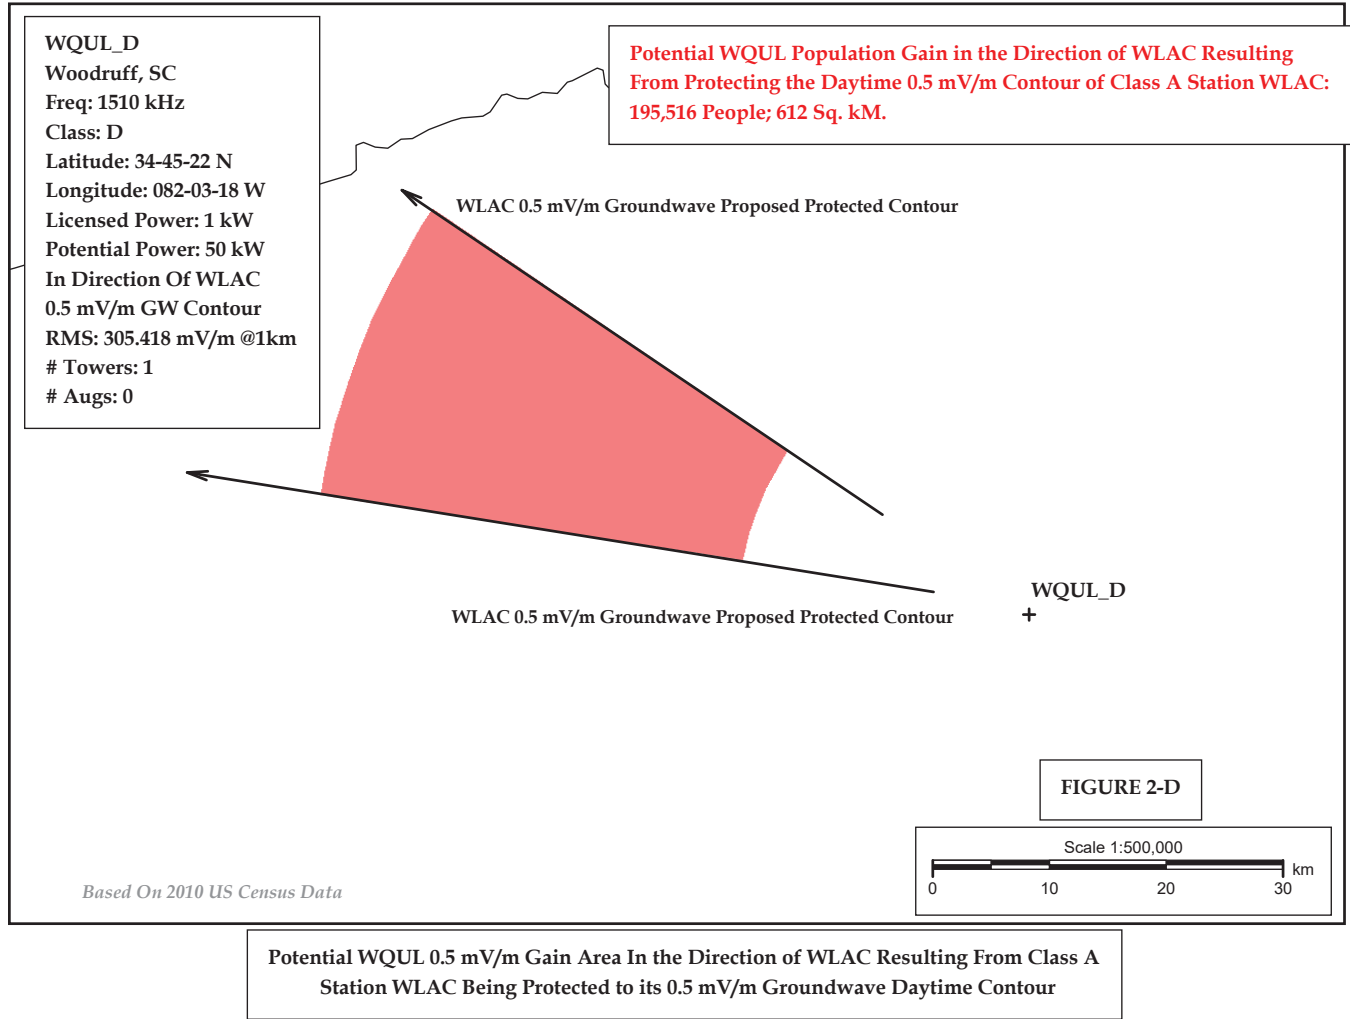 WQUL_D
Woodruff, SC
Freq: 1510 kHz
Class: D
Latitude: 34-45-22 N
Longitude: 082-03-18 W
Licensed Power: 1 kW
Potential Power: 50 kW
In Direction Of WLAC
0.5 mV/m GW Contour
RMS: 305.418 mV/m @1km
# Towers: 1
# Augs: 0
Potential WQUL Population Gain in the Direction of WLAC Resulting
From Protecting the Daytime 0.5 mV/m Contour of Class A Station WLAC:
195,516 People; 612 Sq. kM.
WLAC 0.5 mV/m Groundwave Proposed Protected Contour
WQUL_D
WLAC 0.5 mV/m Groundwave Proposed Protected Contour
FIGURE 2-D
Scale 1:500,000
km
0 10 20 30
Based On 2010 US Census Data
Potential WQUL 0.5 mV/m Gain Area In the Direction of WLAC Resulting From Class A
Station WLAC Being Protected to its 0.5 mV/m Groundwave Daytime Contour